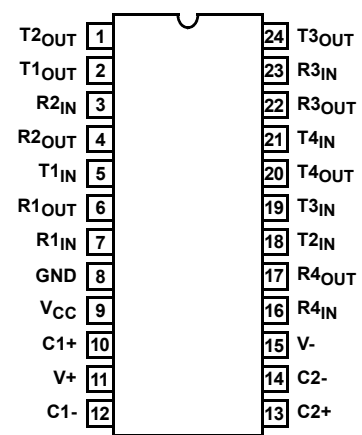 T2OUT 1 24 T3OUT
T1OUT 2 23 R3IN
R2IN 3 22 R3OUT
R2OUT 4 21 T4IN
T1IN 5 20 T4OUT
R1OUT 6 19 T3IN
R1IN 7 18 T2IN
GND 8 17 R4OUT
VCC 9 16 R4IN
C1+ 10 15 V-
V+ 11 14 C2-
C1- 12 13 C2+